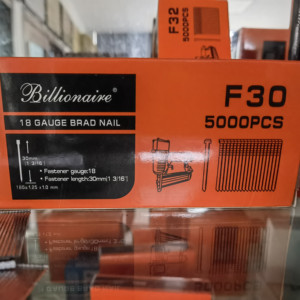 F32
5000PCS
Billionaire®
18 GAUGE BRAD NAIL
F30
5000PCS
30mm
(1 3/16")
• Fastener gauge:18
• Fastener length:30mm(1 3/16")